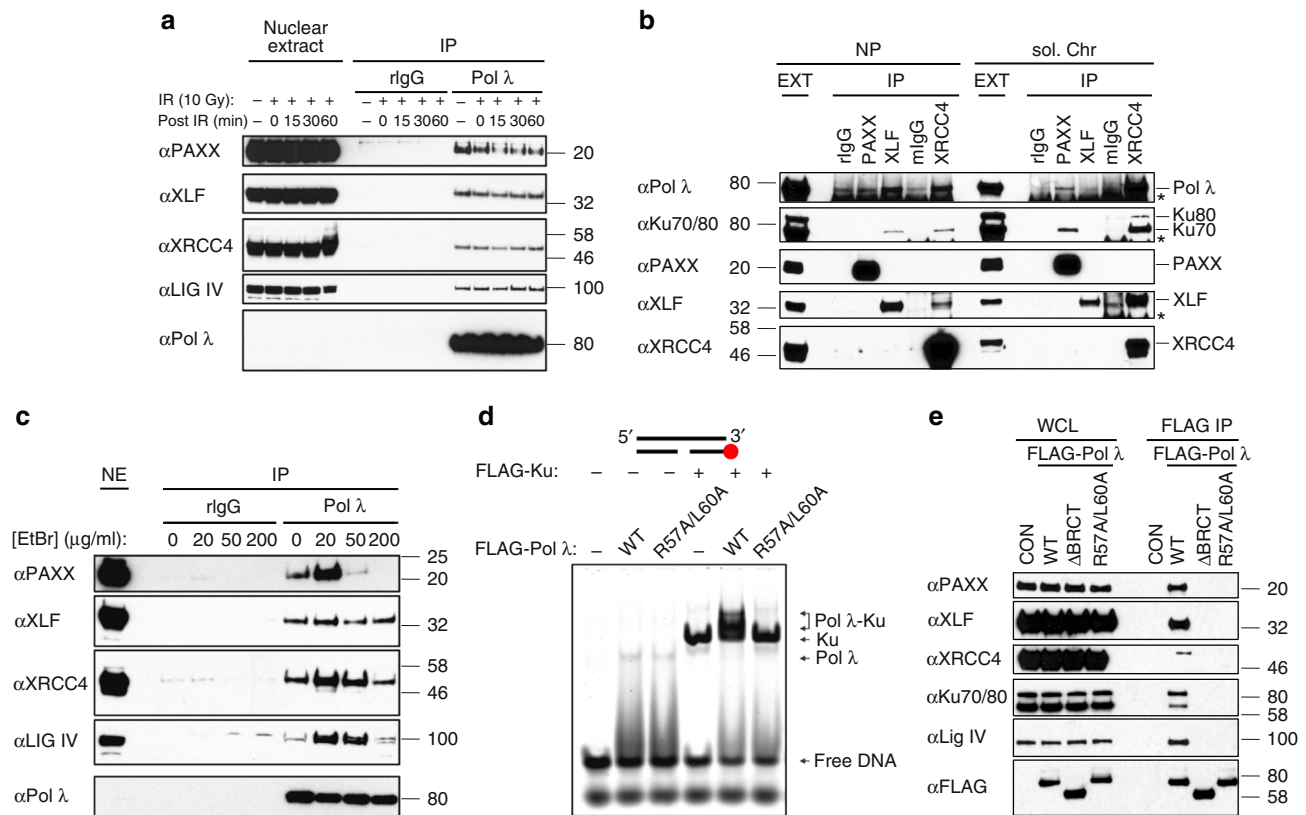 a
Nuclear extract
IP
rIgG
Pol λ
IR (10 Gy): – + + + + – + + + + – + + + +
Post IR (min) – 0 15 30 60 – 0 15 30 60 – 0 15 30 60
αPAXX
20
αXLF
32
αXRCC4
58
46
αLIG IV
100
αPol λ
80
b
NP
sol. Chr
EXT
IP
EXT
IP
rIgG
PAXX
XLF
mIgG
XRCC4
rIgG
PAXX
XLF
mIgG
XRCC4
αPol λ
80
Pol λ
*
αKu70/80
80
Ku80
Ku70
*
αPAXX
20
PAXX
αXLF
32
XLF
*
αXRCC4
58
46
XRCC4
c
NE
IP
rIgG
Pol λ
[EtBr] (µg/ml): 0 20 50 200 0 20 50 200
αPAXX
25
20
αXLF
32
αXRCC4
58
46
αLIG IV
100
αPol λ
80
d
5′ 3′
FLAG-Ku: – – – + + +
FLAG-Pol λ: – WT R57A/L60A – WT R57A/L60A
Pol λ-Ku
Ku
Pol λ
Free DNA
e
WCL
FLAG IP
FLAG-Pol λ
FLAG-Pol λ
CON
WT
ΔBRCT
R57A/L60A
CON
WT
ΔBRCT
R57A/L60A
αPAXX
20
αXLF
32
αXRCC4
46
αKu70/80
80
58
αLig IV
100
αFLAG
80
58